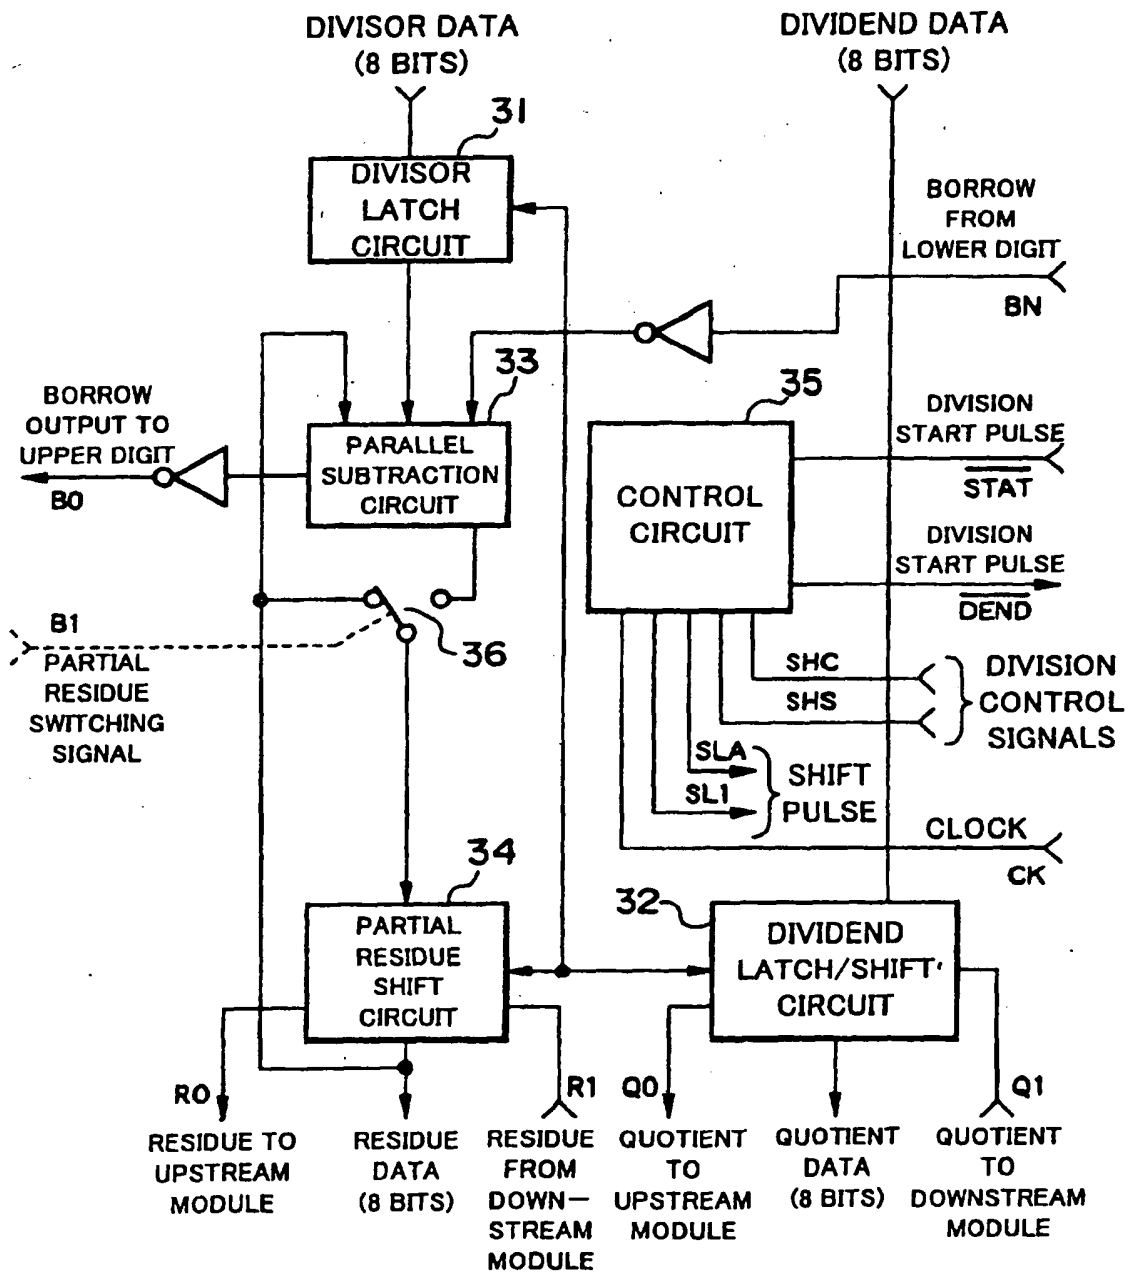 DIVISOR DATA
(8 BITS)
DIVIDEND DATA
(8 BITS)
31
DIVISOR
LATCH
CIRCUIT
BORROW
FROM
LOWER DIGIT
BN
33
PARALLEL
SUBTRACTION
CIRCUIT
BORROW
OUTPUT TO
UPPER DIGIT
B0
35
CONTROL
CIRCUIT
DIVISION
START PULSE
STAT
DIVISION
START PULSE
DEND
B1
PARTIAL
RESIDUE
SWITCHING
SIGNAL
36
SHC
SHS
DIVISION
CONTROL
SIGNALS
SLA
SL1
SHIFT
PULSE
CLOCK
CK
34
PARTIAL
RESIDUE
SHIFT
CIRCUIT
32
DIVIDEND
LATCH/SHIFT
CIRCUIT
R0
RESIDUE TO
UPSTREAM
MODULE
RESIDUE
DATA
(8 BITS)
R1
RESIDUE
FROM
DOWN–
STREAM
MODULE
Q0
QUOTIENT
TO
UPSTREAM
MODULE
QUOTIENT
DATA
(8 BITS)
Q1
QUOTIENT
TO
DOWNSTREAM
MODULE